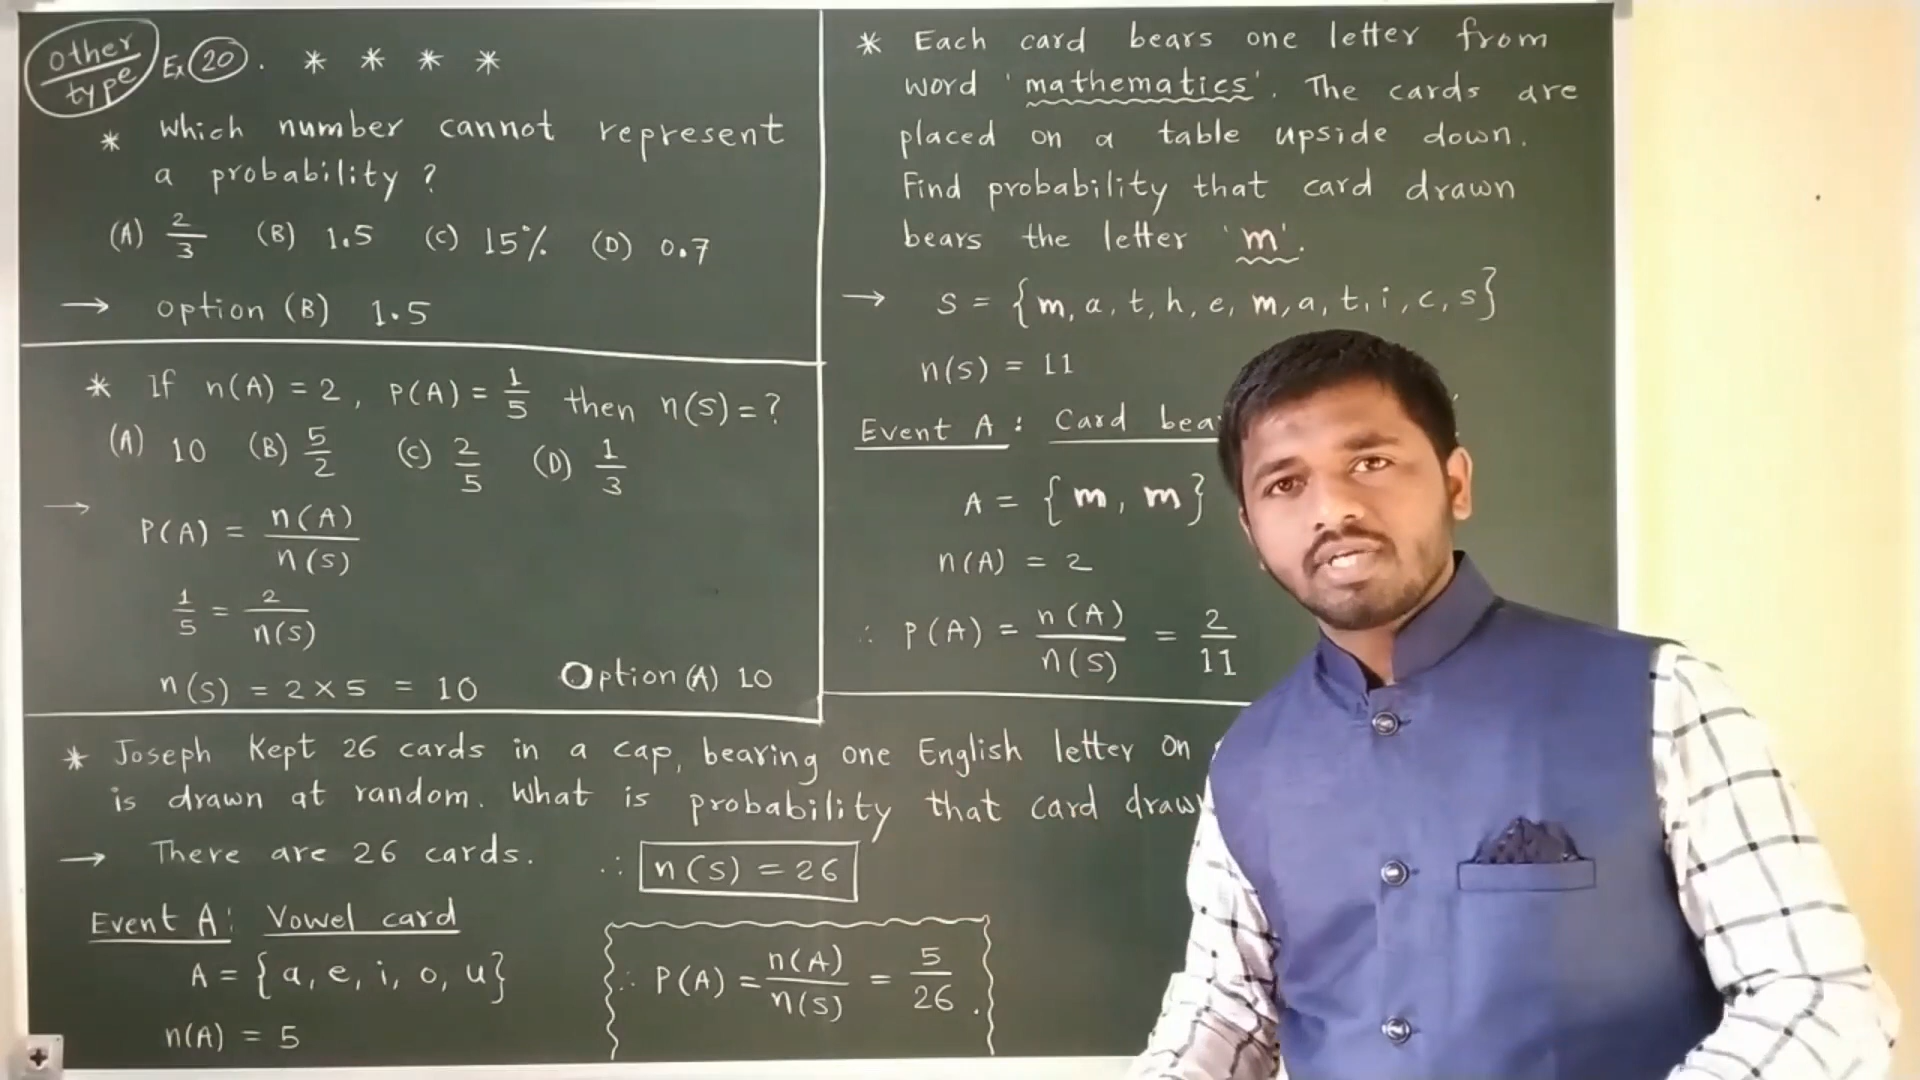 other type Ex 20. * * * *
* Which number cannot represent
a probability ?
(A) 2/3 (B) 1.5 (C) 15% (D) 0.7
→ option (B) 1.5
* If n(A) = 2, P(A) = 1/5 then n(S) = ?
(A) 10 (B) 5/2 (C) 2/5 (D) 1/3
→ P(A) = n(A)/n(S)
1/5 = 2/n(S)
n(S) = 2 × 5 = 10 Option (A) 10
* Each card bears one letter from
word 'mathematics'. The cards are
placed on a table upside down.
Find probability that card drawn
bears the letter 'm'.
→ S = {m, a, t, h, e, m, a, t, i, c, s}
n(S) = 11
Event A : Card
A = {m, m}
n(A) = 2
∴ P(A) = n(A)/n(S) = 2/11
* Joseph Kept 26 cards in a cap, bearing one English letter on
is drawn at random. What is probability that card
→ There are 26 cards. ∴ n(S) = 26
Event A : Vowel card
A = {a, e, i, o, u}
n(A) = 5
∴ P(A) = n(A)/n(S) = 5/26.